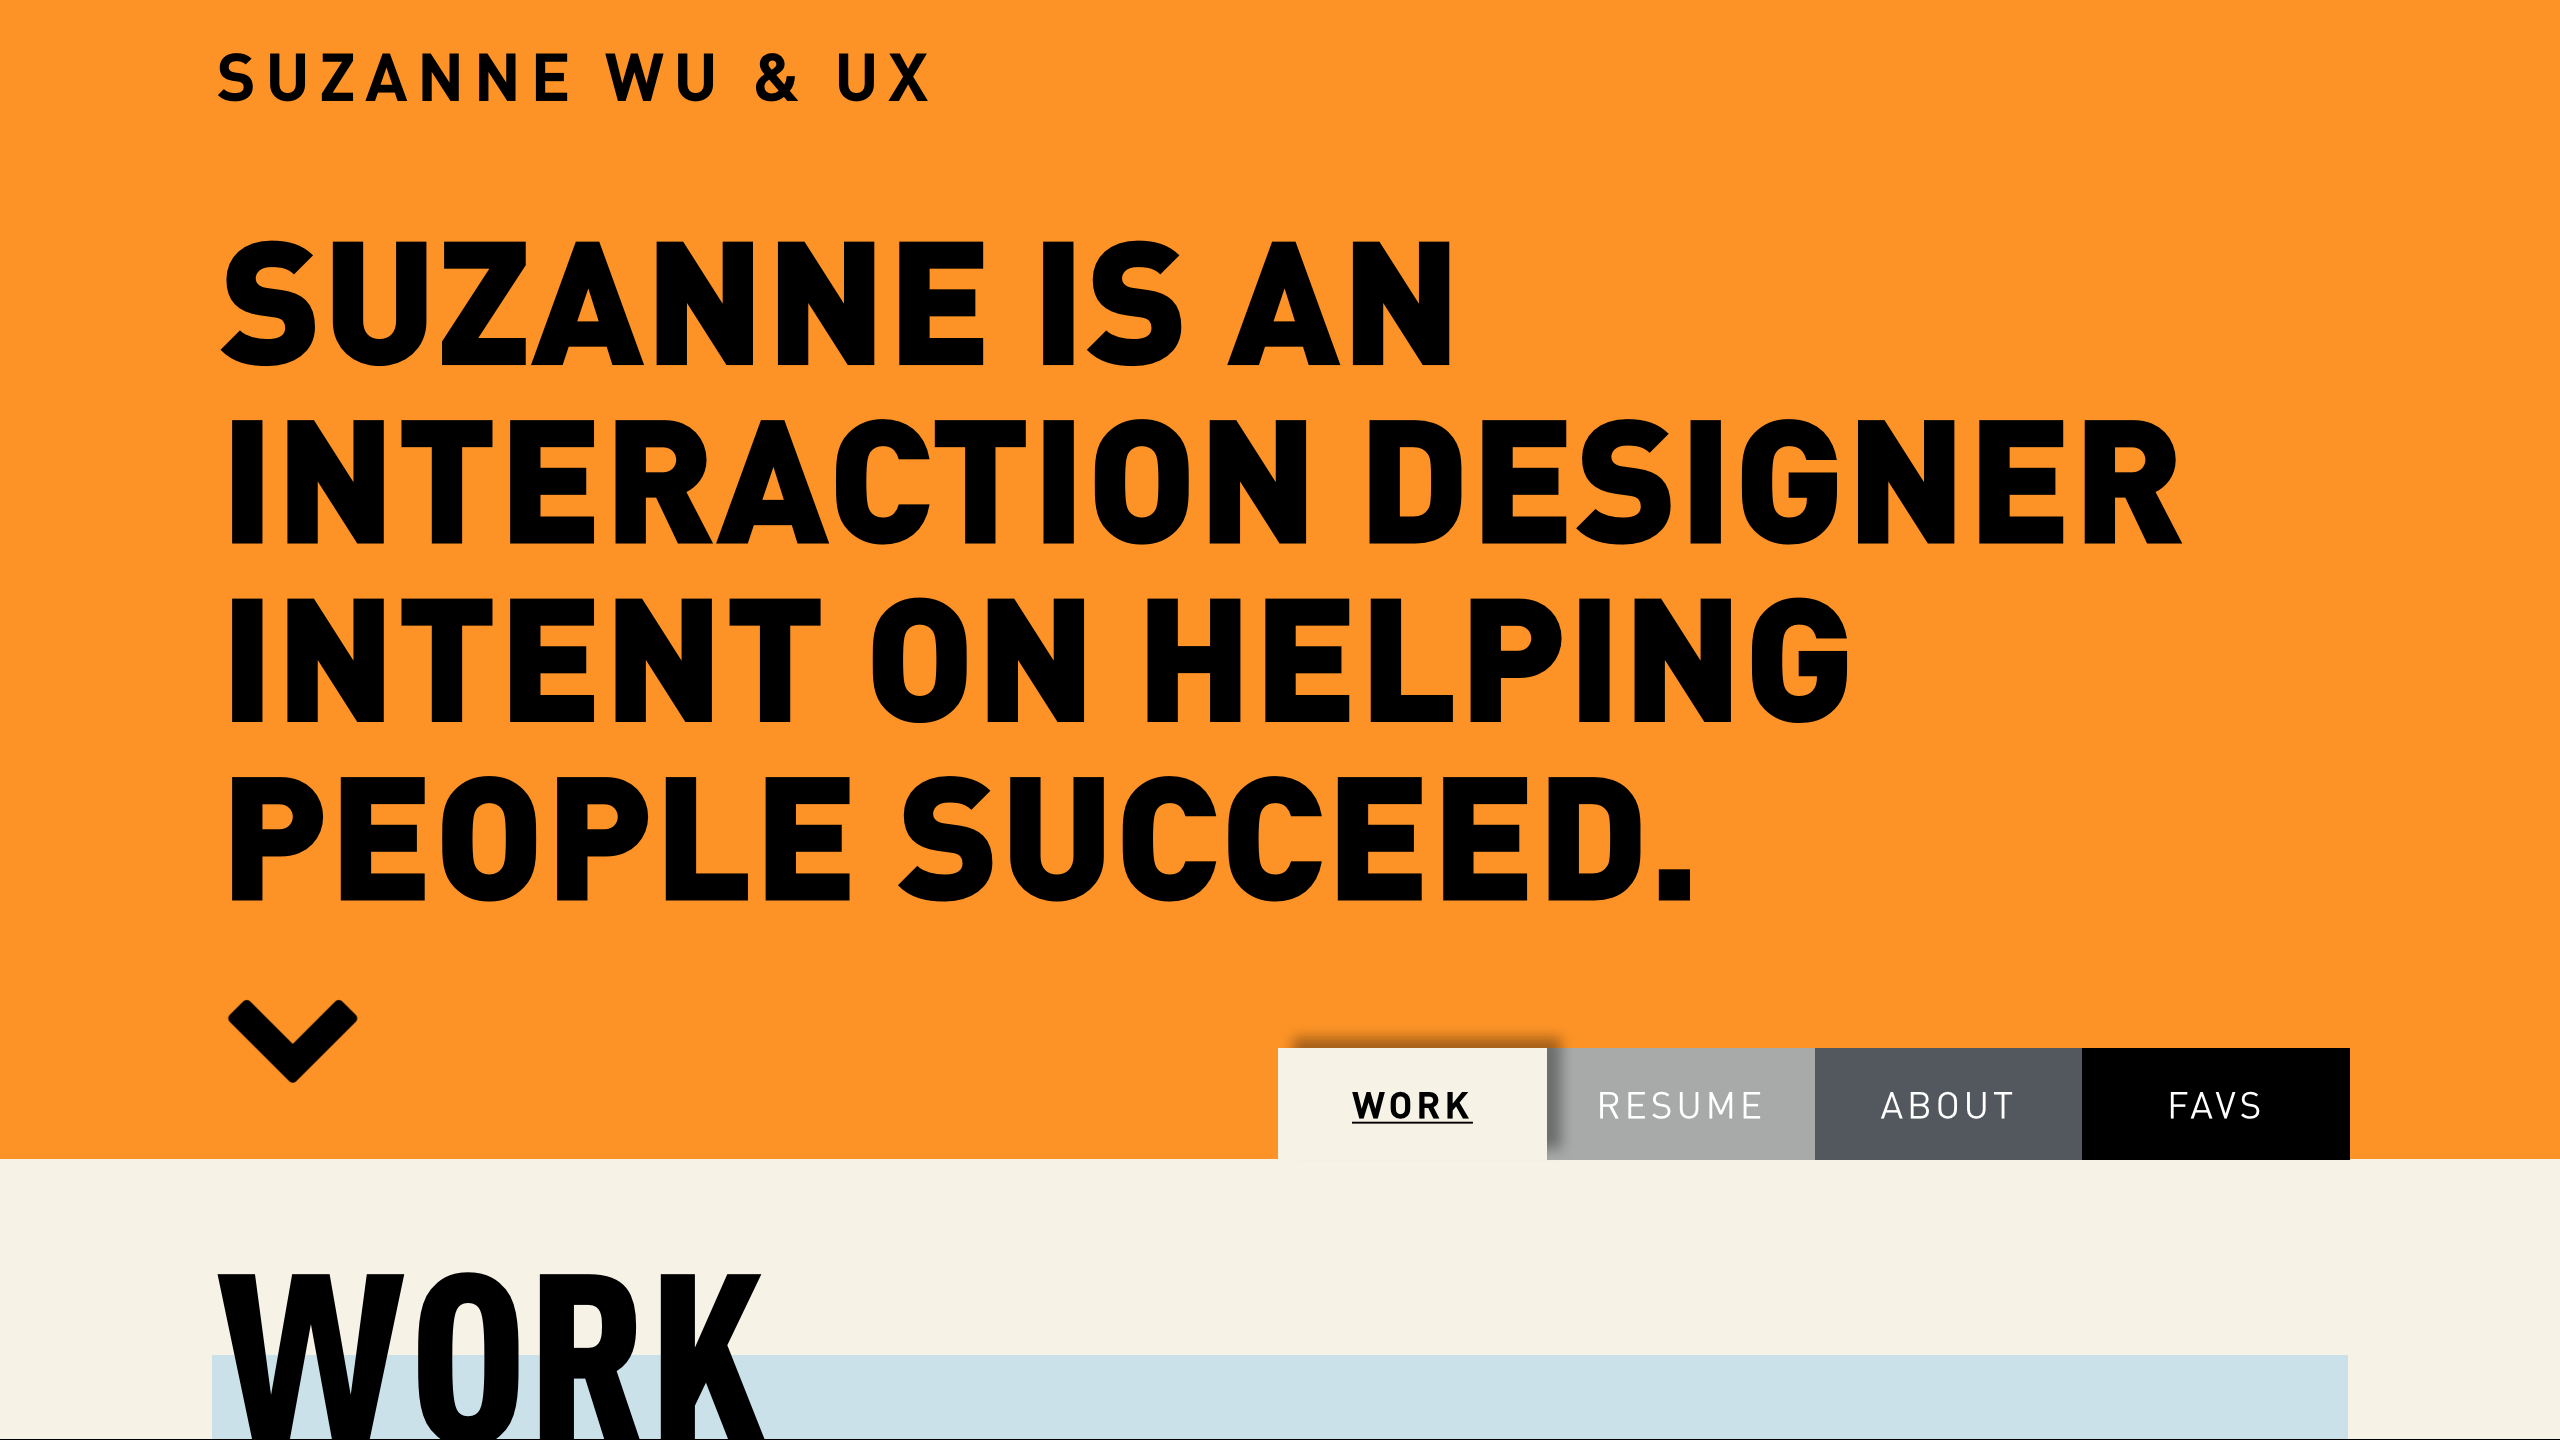 SUZANNE WU & UX
SUZANNE IS AN
INTERACTION DESIGNER
INTENT ON HELPING
PEOPLE SUCCEED.
WORK RESUME ABOUT FAVS
WORK